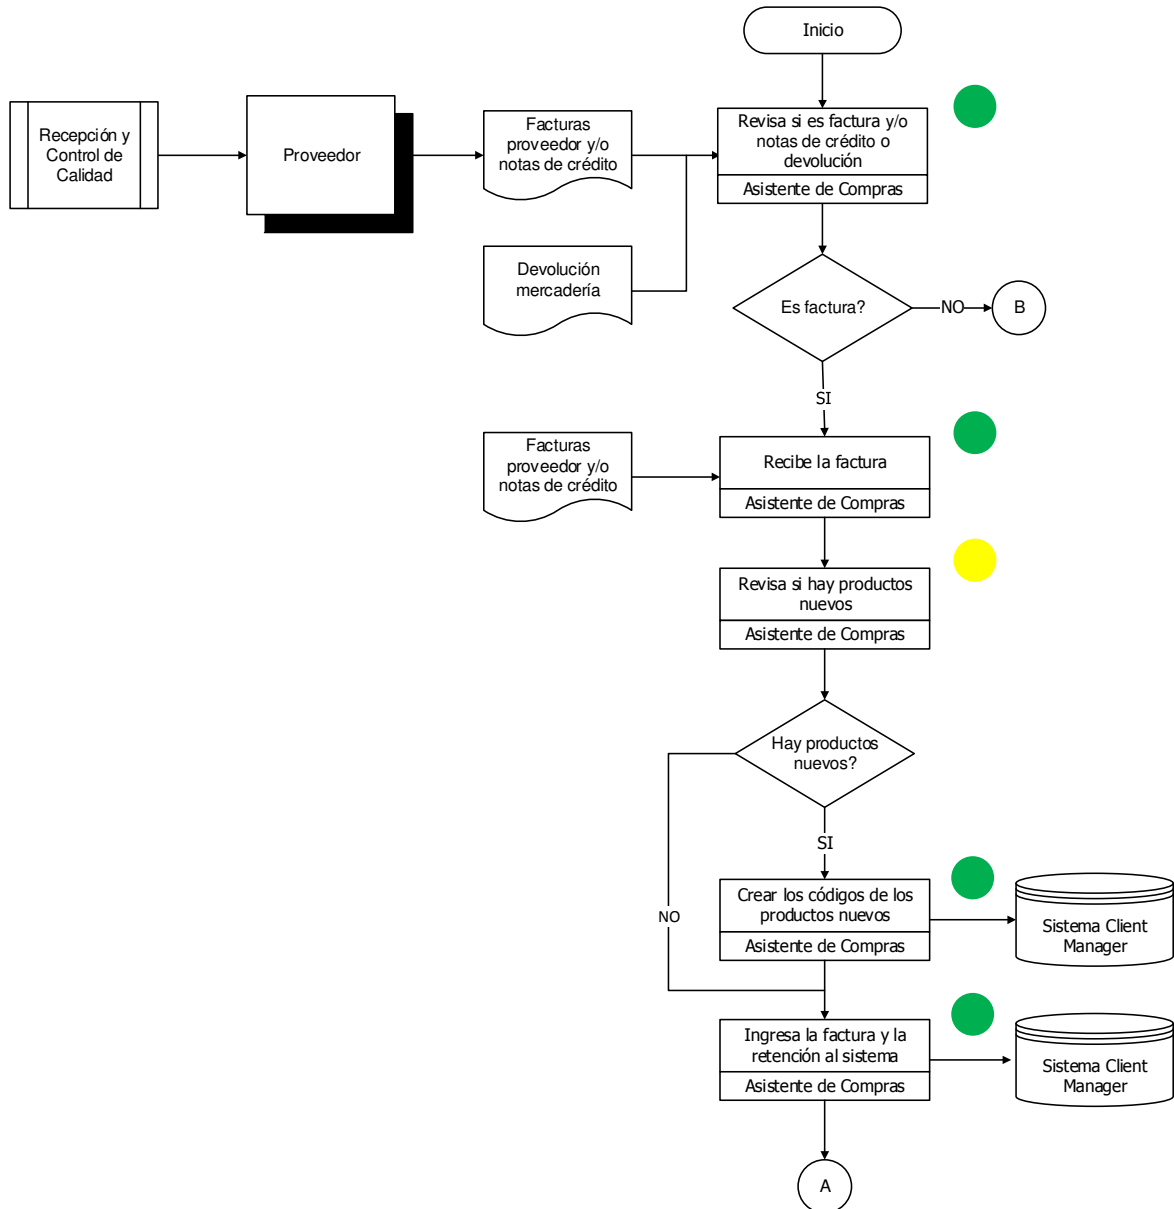 Inicio
Recepción y
Control de
Calidad
Proveedor
Facturas
proveedor y/o
notas de crédito
Revisa si es factura y/o
notas de crédito o
devolución
Asistente de Compras
Devolución
mercadería
Es factura?
NO
B
SI
Facturas
proveedor y/o
notas de crédito
Recibe la factura
Asistente de Compras
Revisa si hay productos
nuevos
Asistente de Compras
Hay productos
nuevos?
SI
NO
Crear los códigos de los
productos nuevos
Asistente de Compras
Sistema Client
Manager
Ingresa la factura y la
retención al sistema
Asistente de Compras
Sistema Client
Manager
A